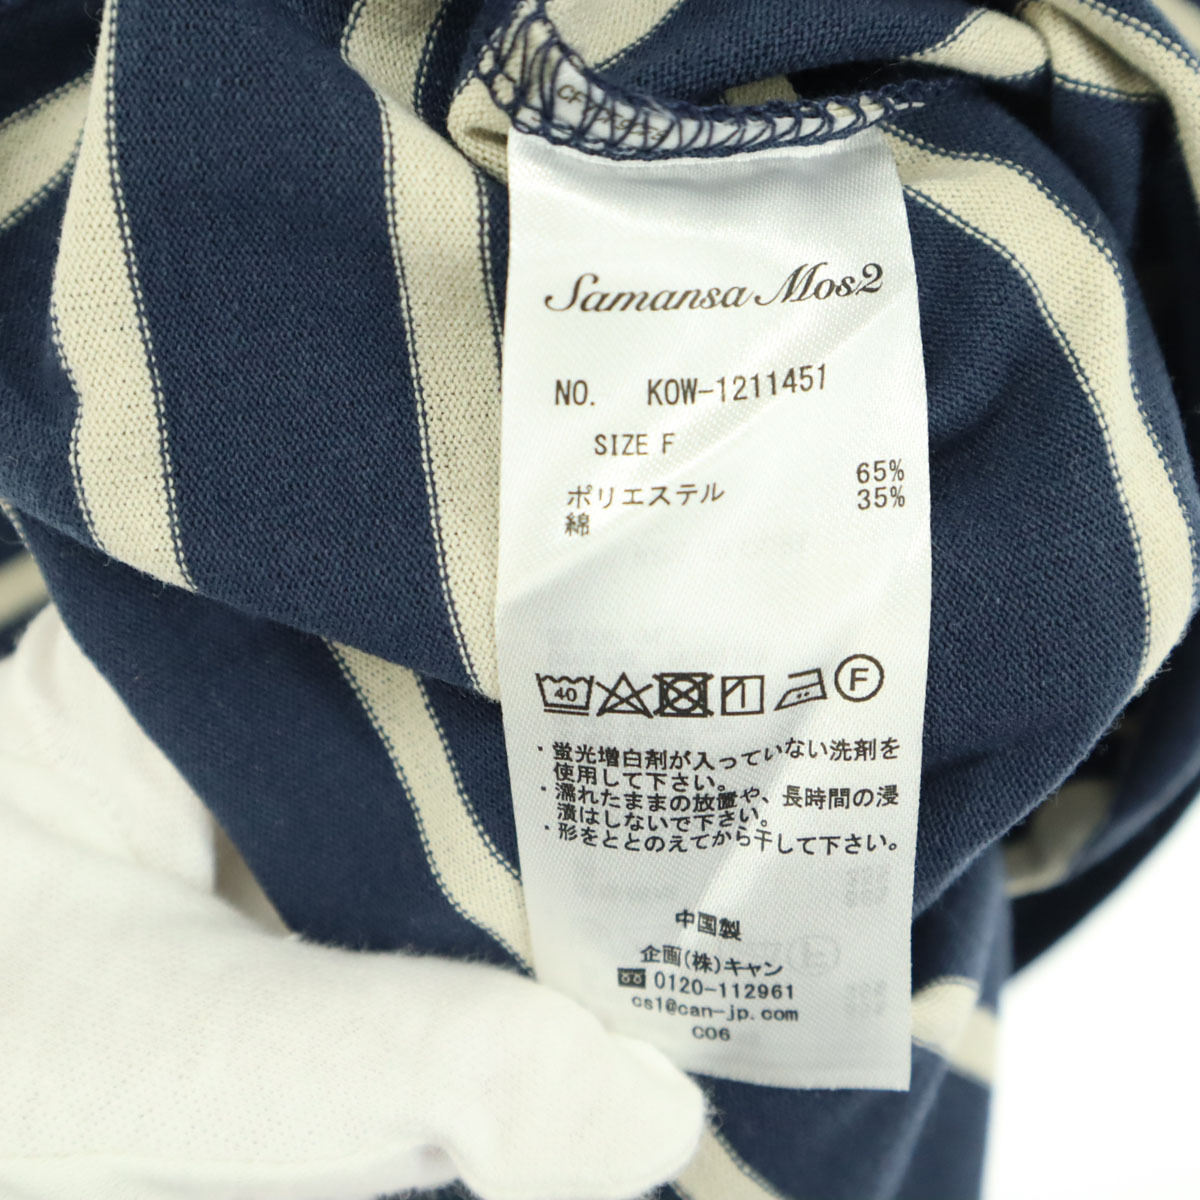 Samansa Mos2
NO. KOW-1211451
SIZE F
ポリエステル 65%
綿 35%
40 F
・蛍光増白剤が入っていない洗剤を
使用して下さい。
・濡れたままの放置や、長時間の浸
漬はしないで下さい。
・形をととのえてから干して下さい。
中国製
企画(株)キャン
0120-112961
cs1@can-jp.com
C06